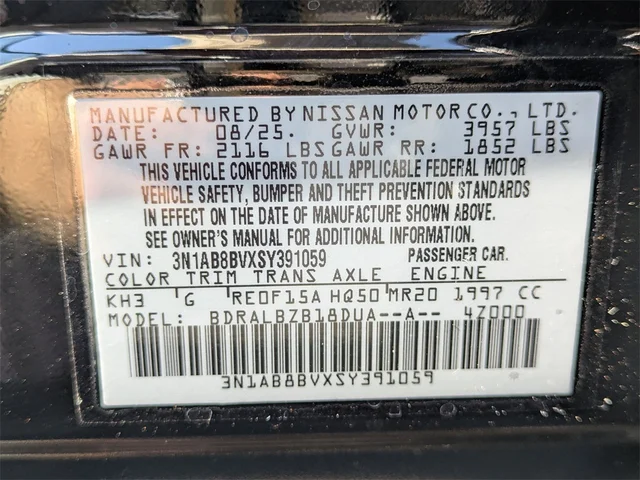 MANUFACTURED BY NISSAN MOTOR CO., LTD.
DATE: 08/25. GVWR: 3957 LBS
GAWR FR: 2116 LBS GAWR RR: 1852 LBS
THIS VEHICLE CONFORMS TO ALL APPLICABLE FEDERAL MOTOR
VEHICLE SAFETY, BUMPER AND THEFT PREVENTION STANDARDS
IN EFFECT ON THE DATE OF MANUFACTURE SHOWN ABOVE.
SEE OWNER'S MANUAL FOR ADDITIONAL INFORMATION.
VIN: 3N1AB8BVXSY391059 PASSENGER CAR.
COLOR TRIM TRANS AXLE ENGINE
KH3 G RE0F15A HQ50 MR20 1997 CC
MODEL: BDRALBZB18DUA--A-- 4Z000
3N1AB8BVXSY391059